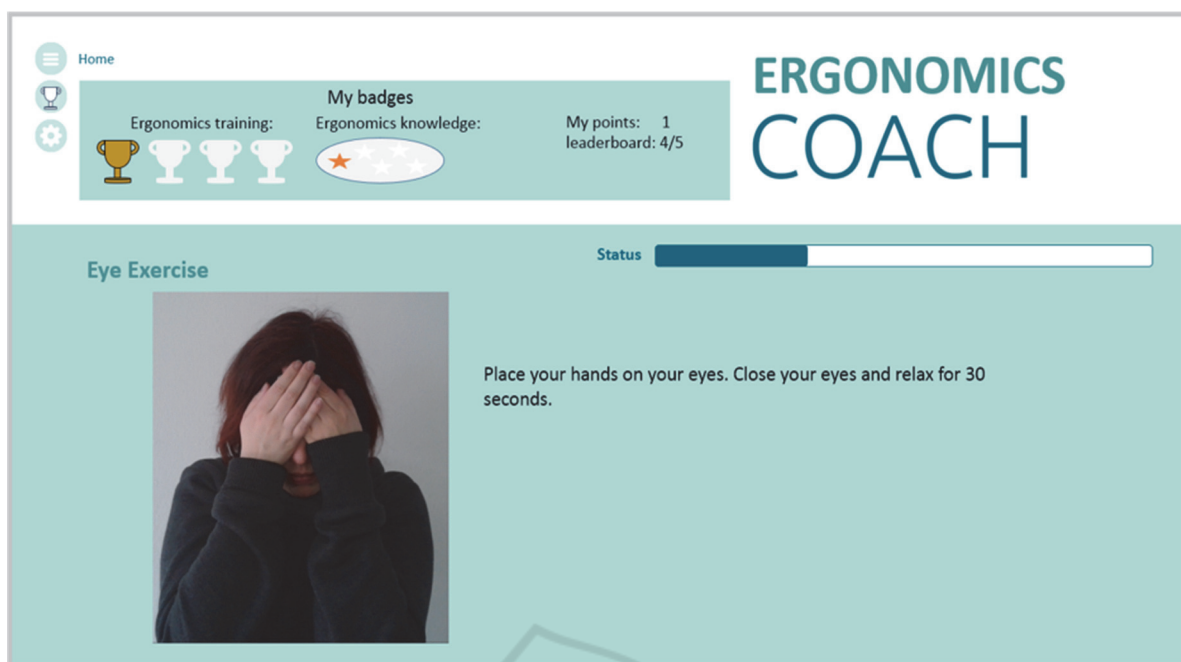 Home
My badges
Ergonomics training:
Ergonomics knowledge:
My points: 1
leaderboard: 4/5
ERGONOMICS
COACH
Status
Eye Exercise
Place your hands on your eyes. Close your eyes and relax for 30
seconds.